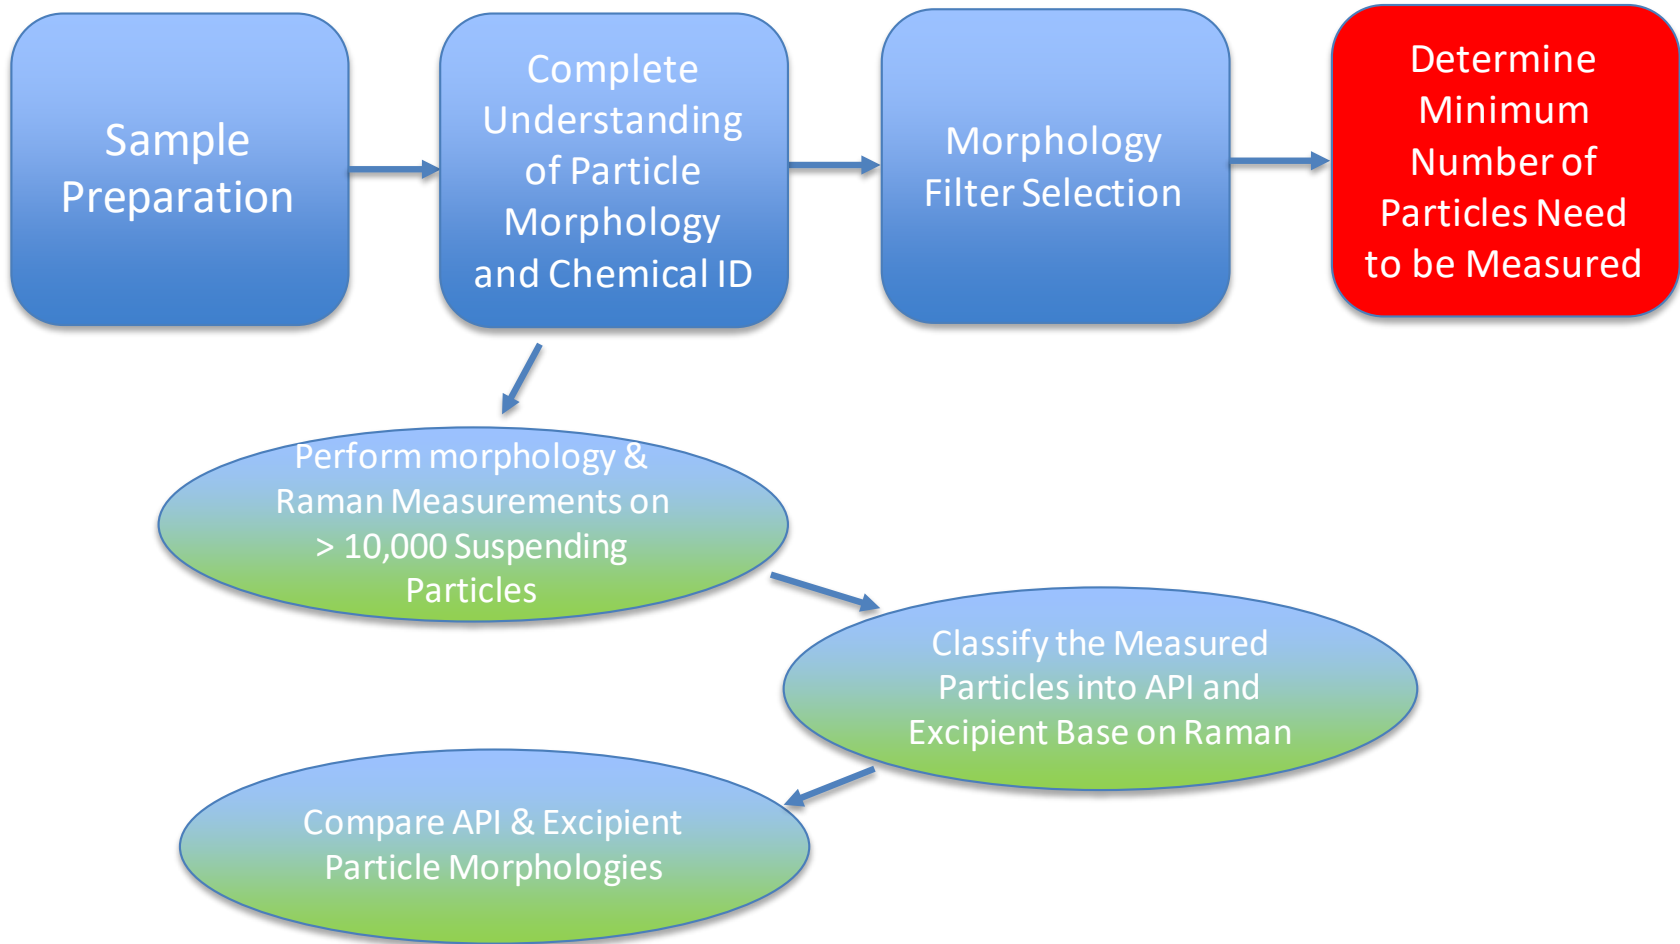 Sample
Preparation
Complete
Understanding
of Particle
Morphology
and Chemical ID
Morphology
Filter Selection
Determine
Minimum
Number of
Particles Need
to be Measured
Perform morphology &
Raman Measurements on
> 10,000 Suspending
Particles
Classify the Measured
Particles into API and
Excipient Base on Raman
Compare API & Excipient
Particle Morphologies